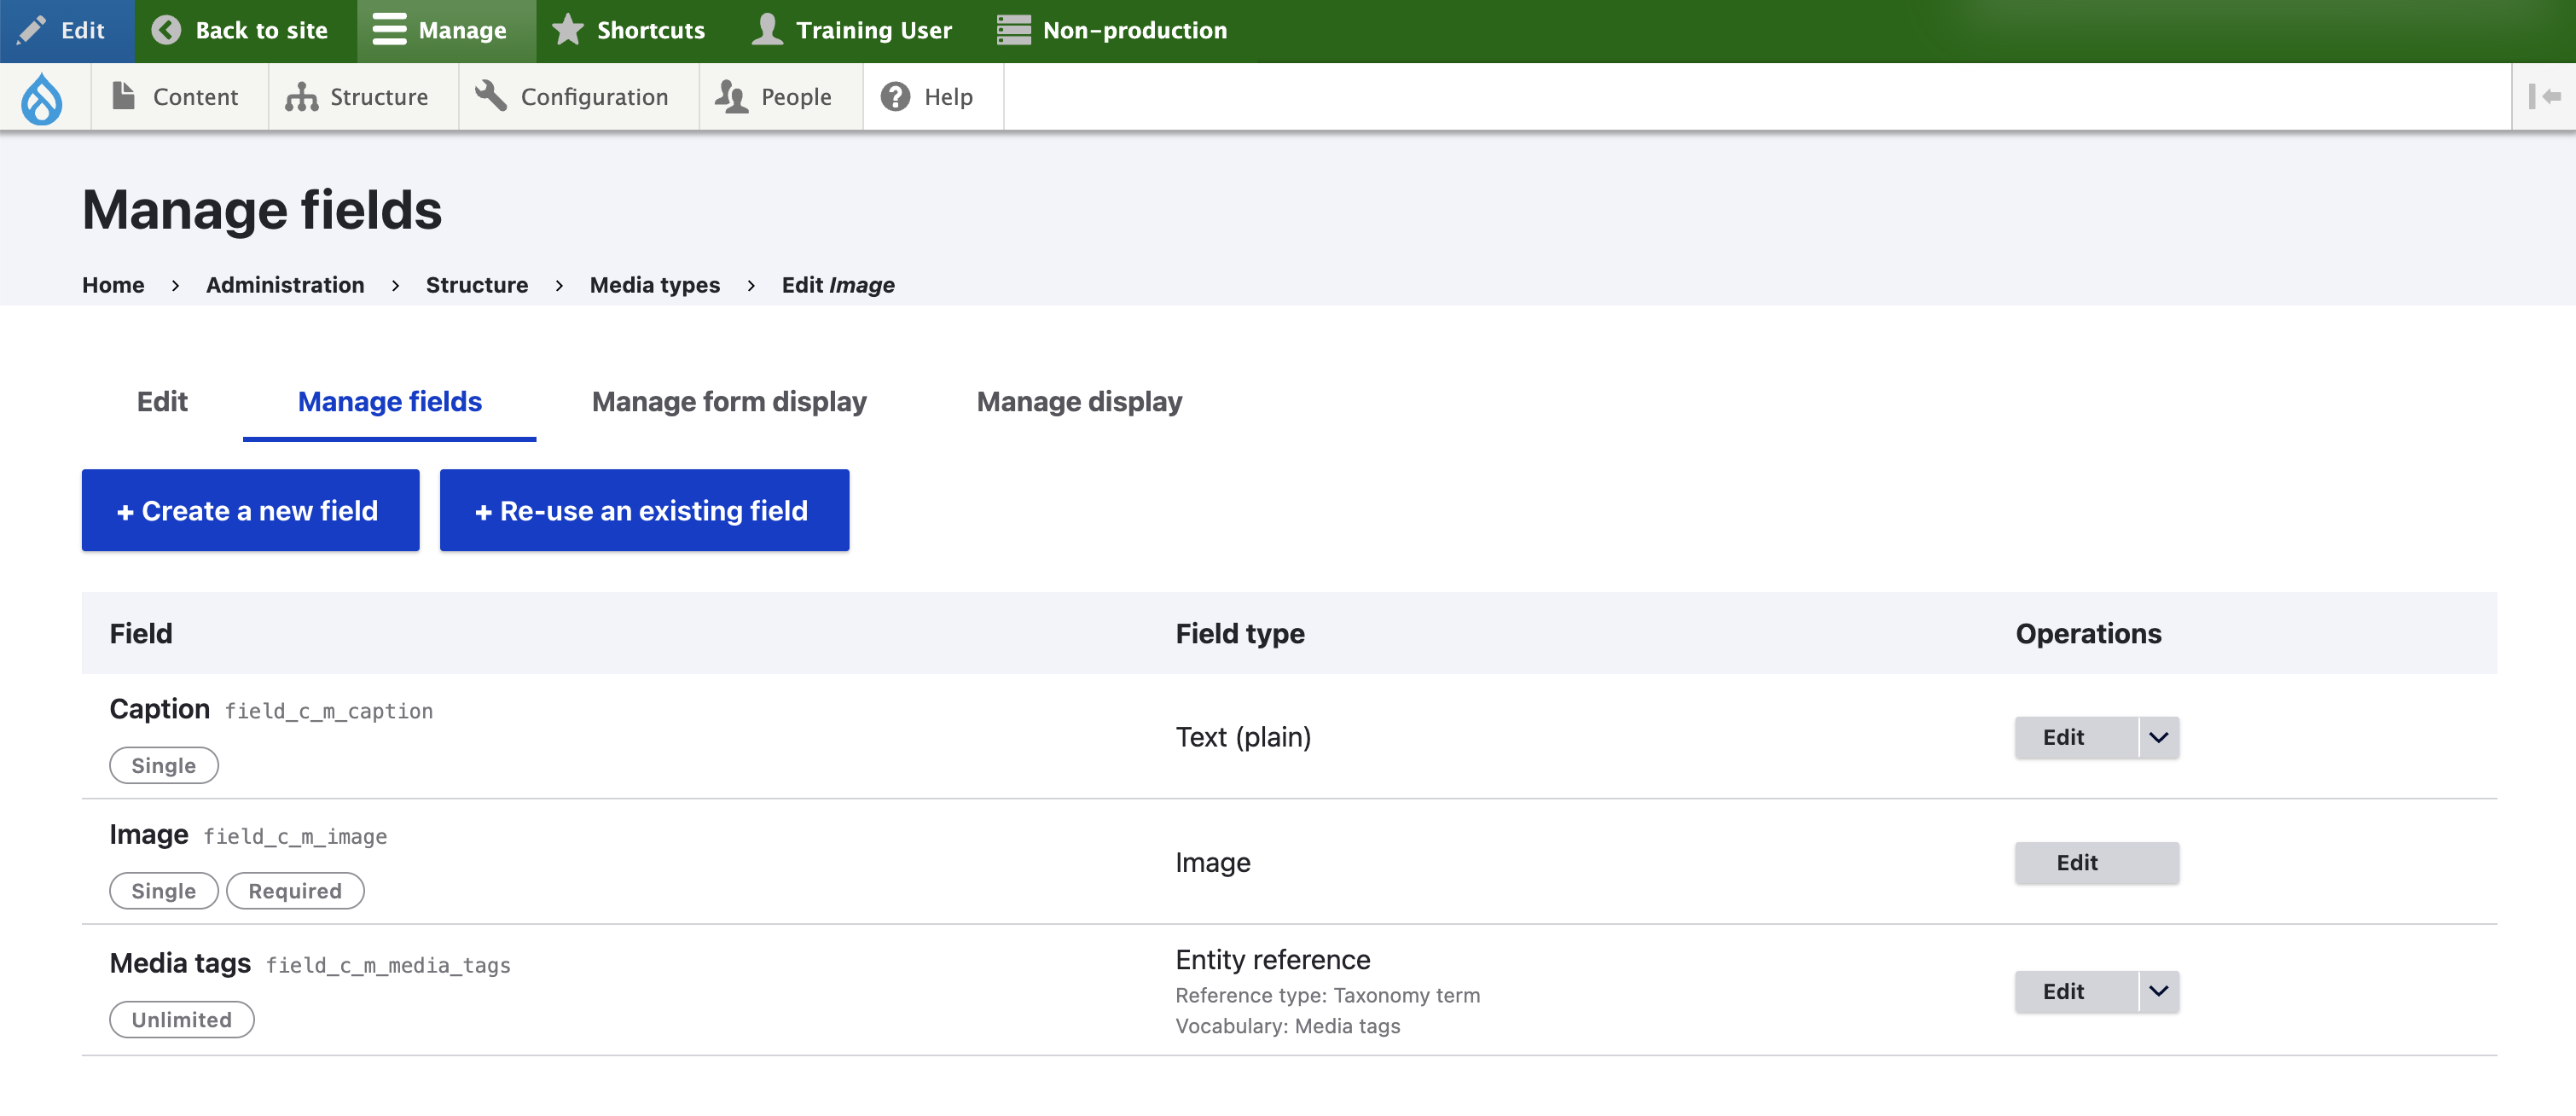 Edit Back to site Manage Shortcuts Training User Non-production
Content Structure Configuration People Help
Manage fields
Home › Administration › Structure › Media types › Edit Image
Edit Manage fields Manage form display Manage display
+ Create a new field + Re-use an existing field
Field Field type Operations
Caption field_c_m_caption
Single
Text (plain)
Edit
Image field_c_m_image
Single Required
Image
Edit
Media tags field_c_m_media_tags
Unlimited
Entity reference
Reference type: Taxonomy term
Vocabulary: Media tags
Edit